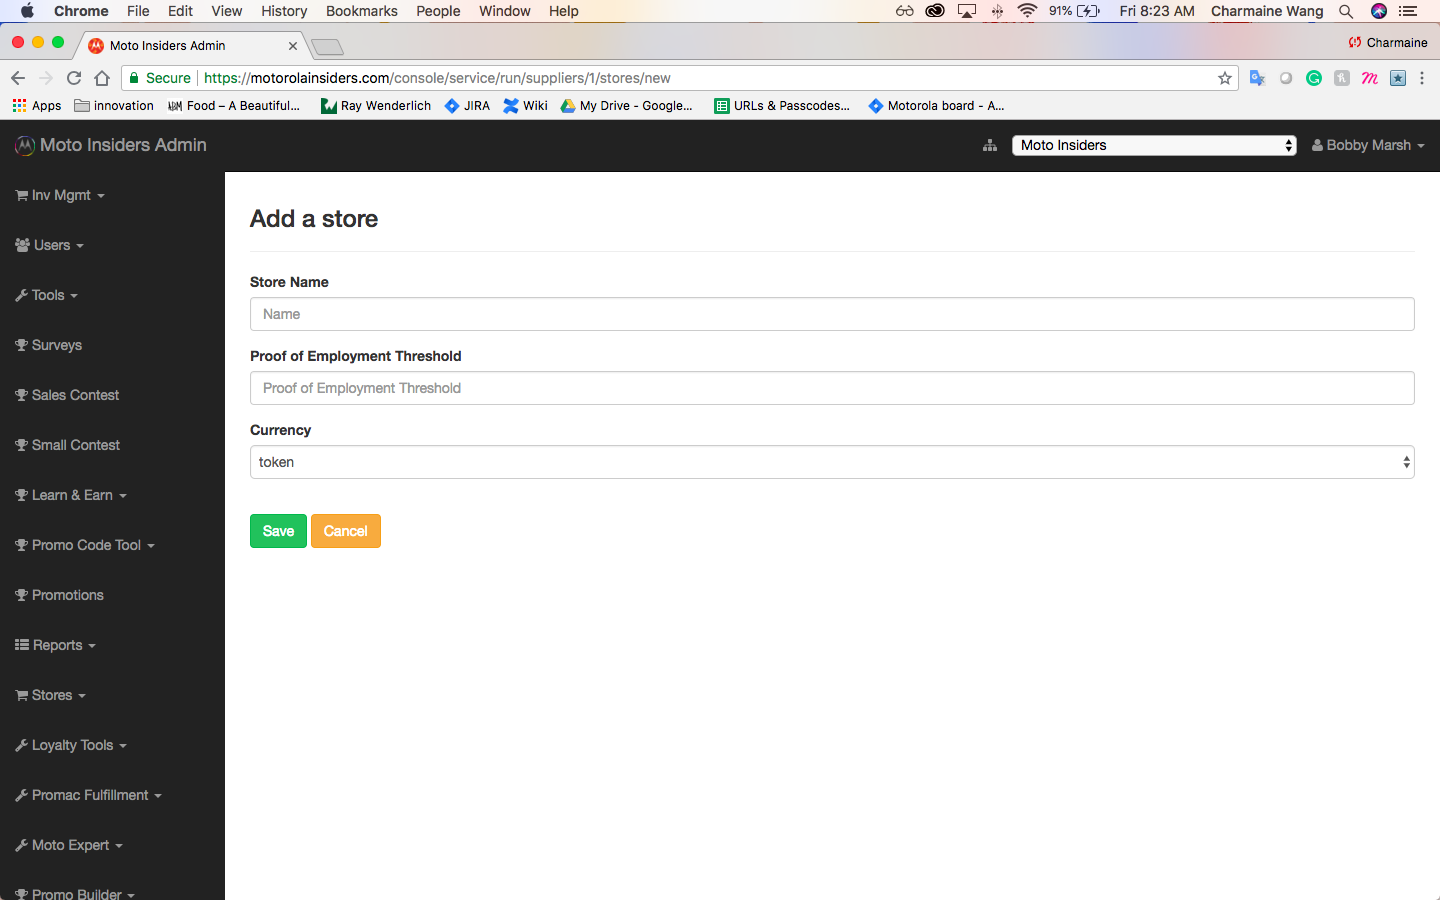 Chrome File Edit View History Bookmarks People Window Help 91% Fri 8:23 AM Charmaine Wang
Moto Insiders Admin Charmaine
Secure https://motorolainsiders.com/console/service/run/suppliers/1/stores/new
Apps innovation Food – A Beautiful... Ray Wenderlich JIRA Wiki My Drive - Google... URLs & Passcodes... Motorola board - A...
Moto Insiders Admin Moto Insiders Bobby Marsh
Inv Mgmt
Users
Tools
Surveys
Sales Contest
Small Contest
Learn & Earn
Promo Code Tool
Promotions
Reports
Stores
Loyalty Tools
Promac Fulfillment
Moto Expert
Promo Builder
Add a store
Store Name
Name
Proof of Employment Threshold
Proof of Employment Threshold
Currency
token
Save Cancel